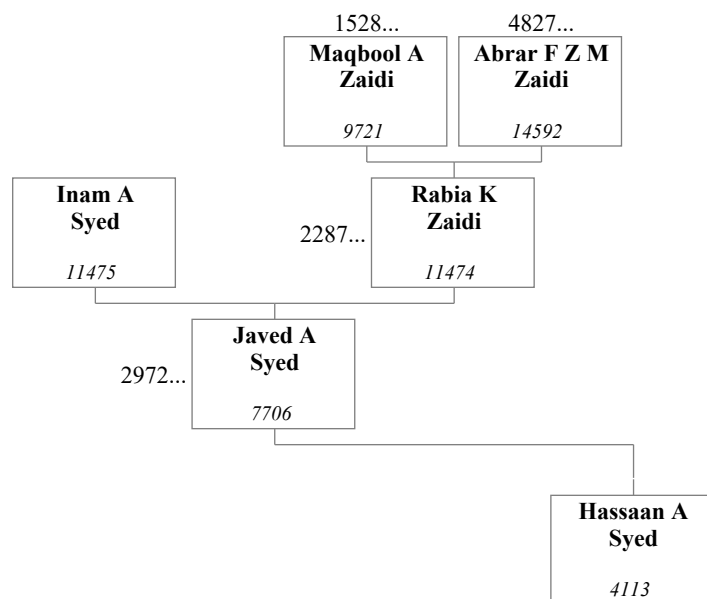 1528...
4827...
Maqbool A
Zaidi
9721
Abrar F Z M
Zaidi
14592
Inam A
Syed
11475
2287...
Rabia K
Zaidi
11474
2972...
Javed A
Syed
7706
Hassaan A
Syed
4113